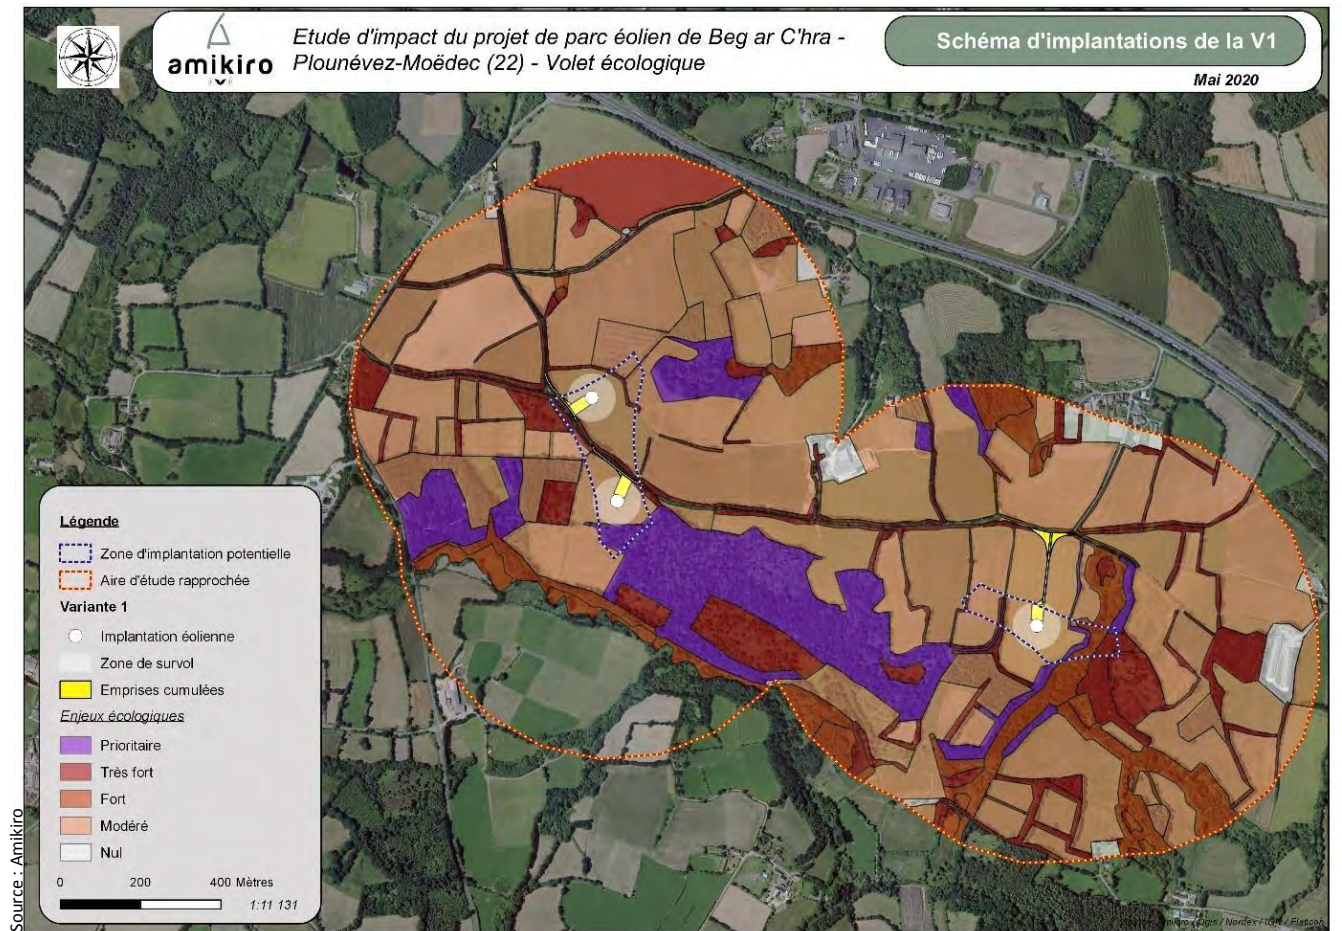 amikiro
Etude d'impact du projet de parc éolien de Beg ar C'hra -
Plounévez-Moëdec (22) - Volet écologique
Schéma d'implantations de la V1
Mai 2020
Légende
Zone d'implantation potentielle
Aire d'étude rapprochée
Variante 1
Implantation éolienne
Zone de survol
Emprises cumulées
Enjeux écologiques
Prioritaire
Très fort
Fort
Modéré
Nul
0 200 400 Mètres
1:11 131
Source : Amikiro
/ Nordex /